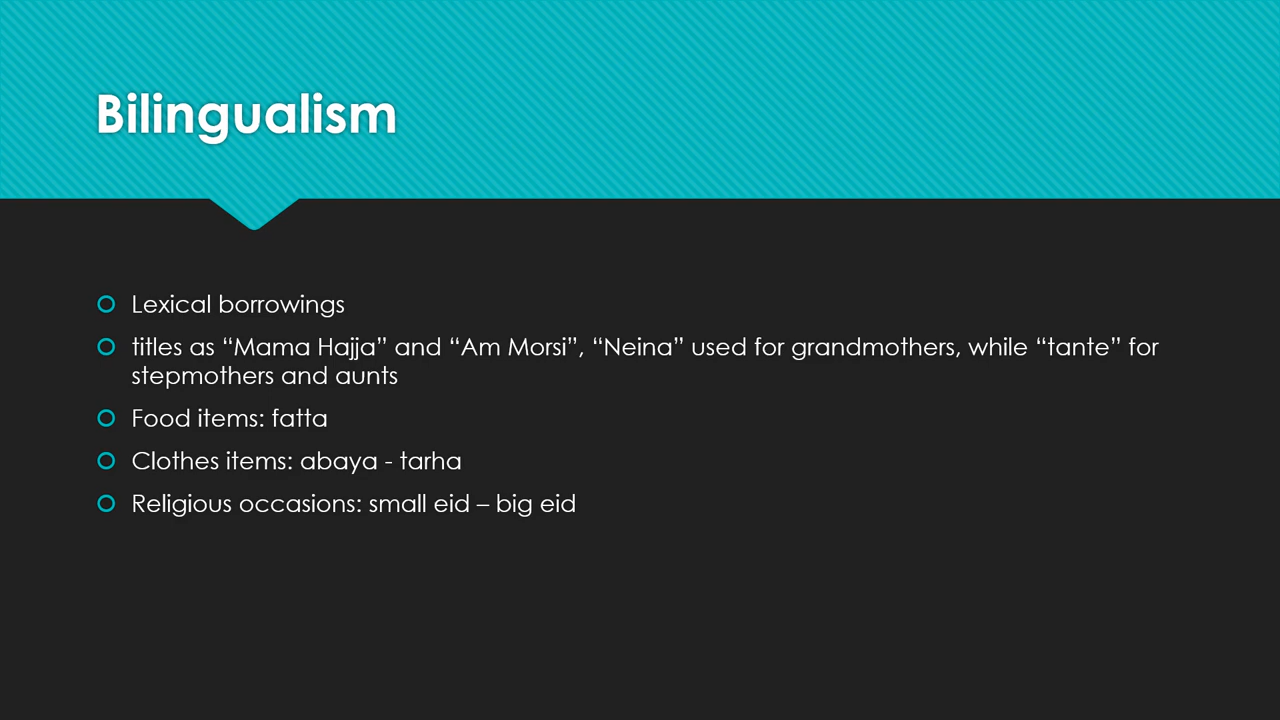 Bilingualism
Lexical borrowings
titles as “Mama Hajja” and “Am Morsi”, “Neina” used for grandmothers, while “tante” for
stepmothers and aunts
Food items: fatta
Clothes items: abaya - tarha
Religious occasions: small eid – big eid